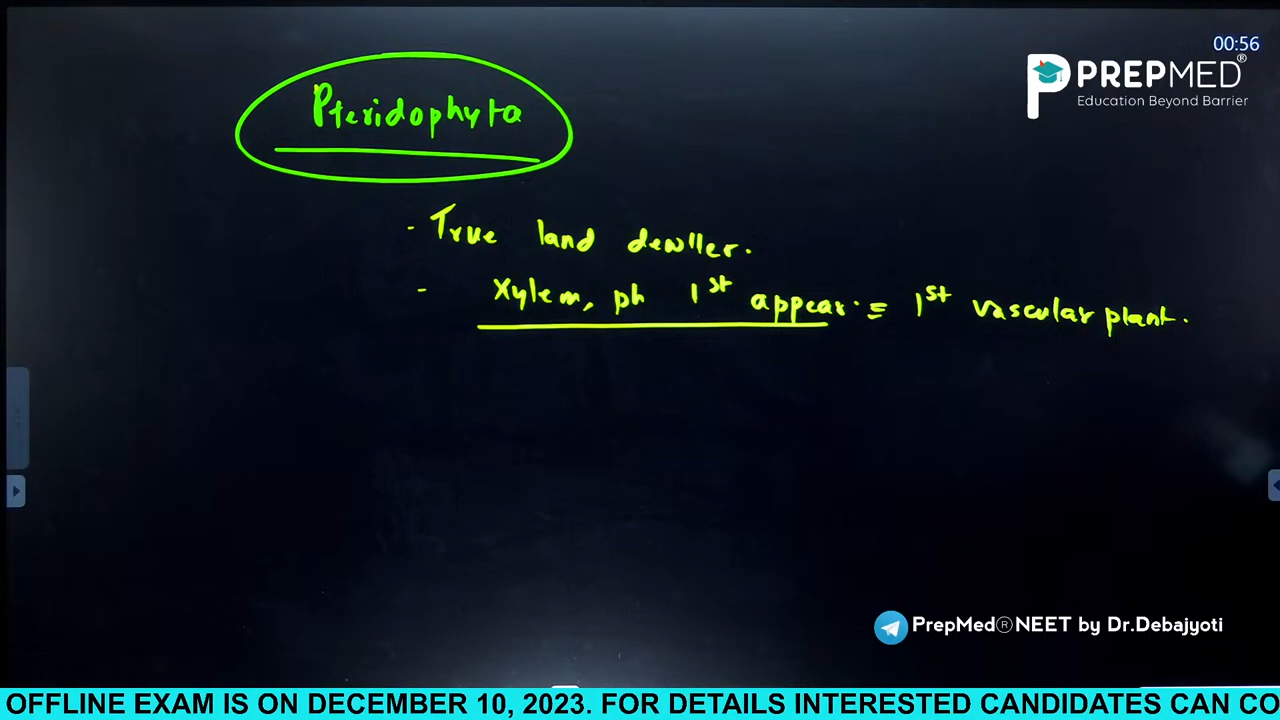 00:56
PREPMED®
Education Beyond Barrier
Pteridophyta
· True land dewller.
- Xylem, ph 1st appear. ≡ 1st vascular plant.
PrepMed® NEET by Dr.Debajyoti
OFFLINE EXAM IS ON DECEMBER 10, 2023. FOR DETAILS INTERESTED CANDIDATES CAN CO